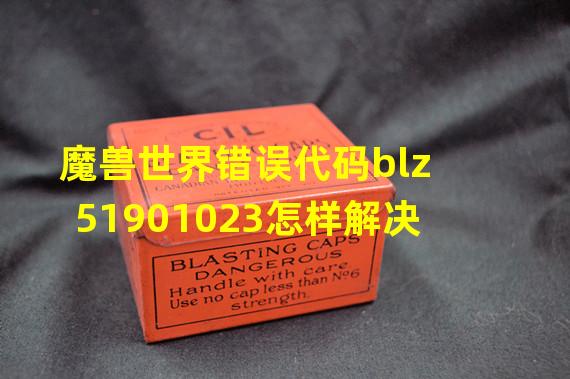 魔兽世界错误代码blz
51901023怎样解决
CIL
BLASTING CAPS
DANGEROUS
Handle with care
Use no cap less than No6
strength.